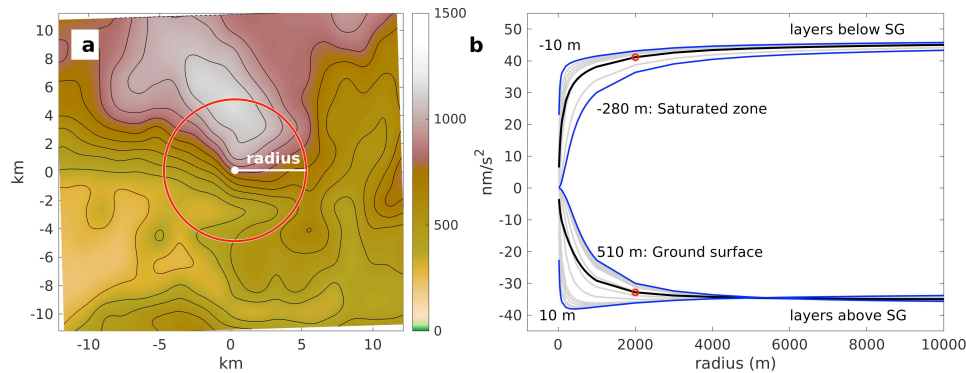 a
10
8
6
4
2
0
-2
-4
-6
-8
-10
km
-10
-5
0
5
10
km
radius
1500
1000
500
0
b
50
40
30
20
10
0
-10
-20
-30
-40
nm/s²
0
2000
4000
6000
8000
10000
radius (m)
-10 m
layers below SG
-280 m: Saturated zone
510 m: Ground surface
10 m
layers above SG